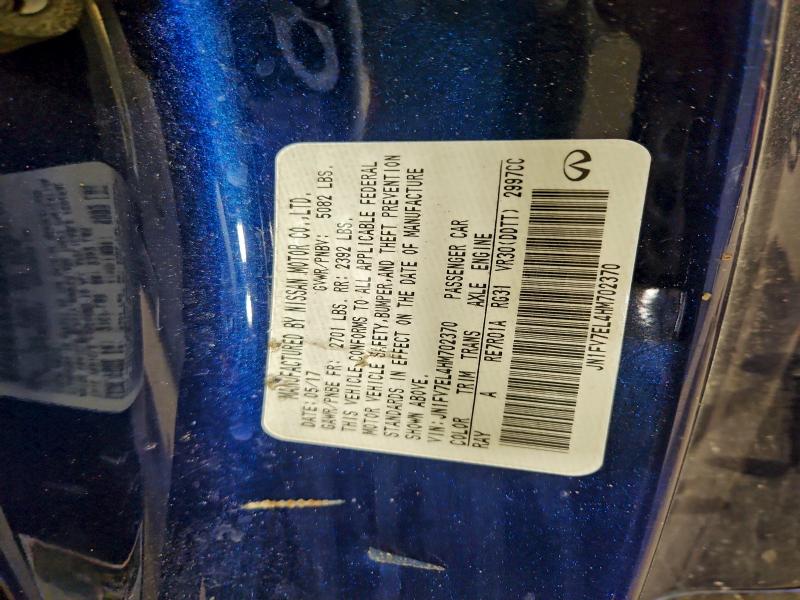 MANUFACTURED BY NISSAN MOTOR CO.,LTD.
DATE:05/17 GVWR/PNBV: 5082 LBS.
GAWR/PNBE FR: 2701 LBS. RR: 2392 LBS.
THIS VEHICLE CONFORMS TO ALL APPLICABLE FEDERAL
MOTOR VEHICLE SAFETY,BUMPER,AND THEFT PREVENTION
STANDARDS IN EFFECT ON THE DATE OF MANUFACTURE
SHOWN ABOVE.
VIN:JN1FV7EL4HM702370 PASSENGER CAR
COLOR TRIM TRANS AXLE ENGINE
RAY A RE7R01A RG31 VR30(DDTT) 2997CC
JN1FV7EL4HM702370